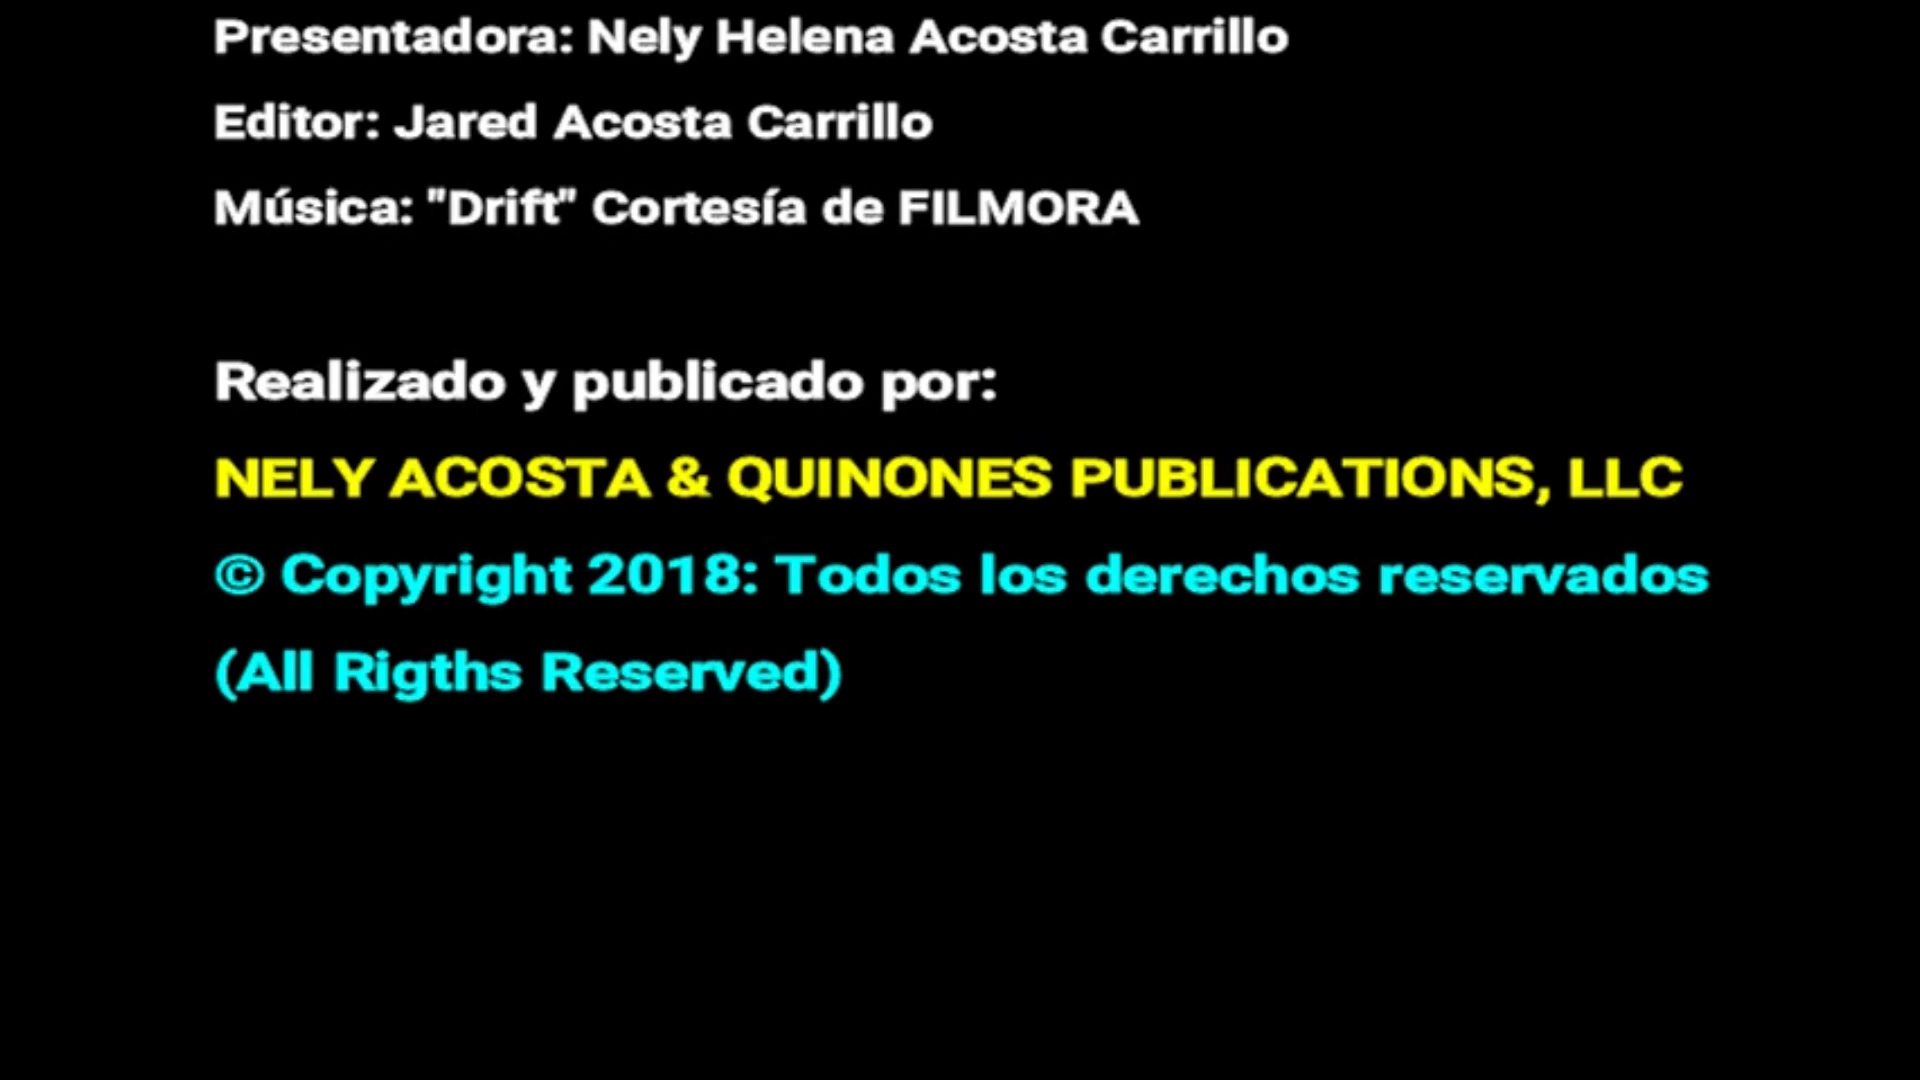 Presentadora: Nely Helena Acosta Carrillo
Editor: Jared Acosta Carrillo
Música: "Drift" Cortesía de FILMORA
Realizado y publicado por:
NELY ACOSTA & QUINONES PUBLICATIONS, LLC
© Copyright 2018: Todos los derechos reservados
(All Rigths Reserved)